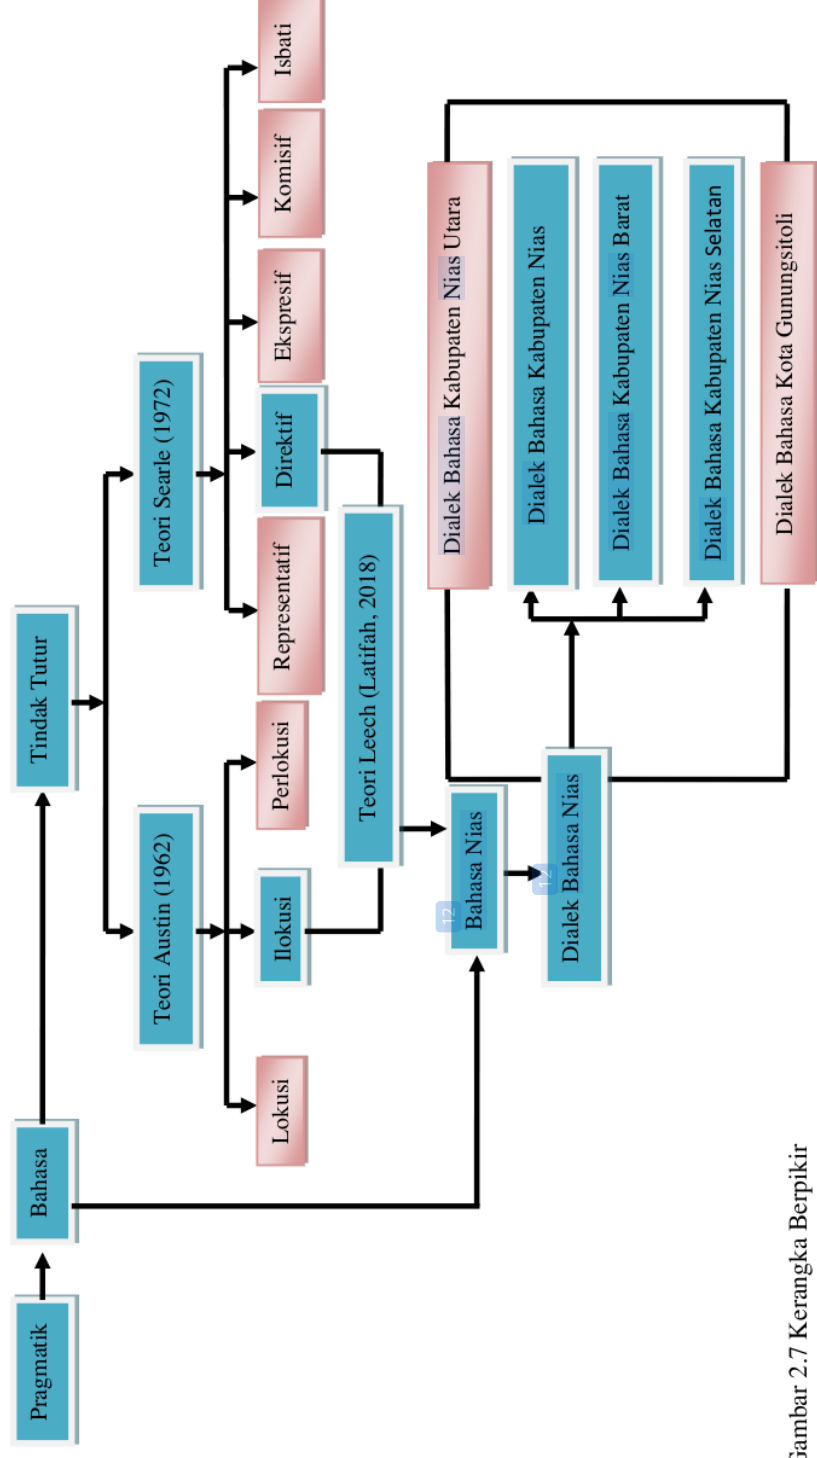 Pragmatik
Bahasa
Tindak Tutur
Teori Austin (1962)
Teori Searle (1972)
Lokusi
Ilokusi
Perlokusi
Representatif
Direktif
Ekspresif
Komisif
Isbati
Teori Leech (Latifah, 2018)
12
Bahasa Nias
12
Dialek Bahasa Nias
Dialek Bahasa Kabupaten Nias Utara
Dialek Bahasa Kabupaten Nias
Dialek Bahasa Kabupaten Nias Barat
Dialek Bahasa Kabupaten Nias Selatan
Dialek Bahasa Kota Gunungsitoli
Gambar 2.7 Kerangka Berpikir